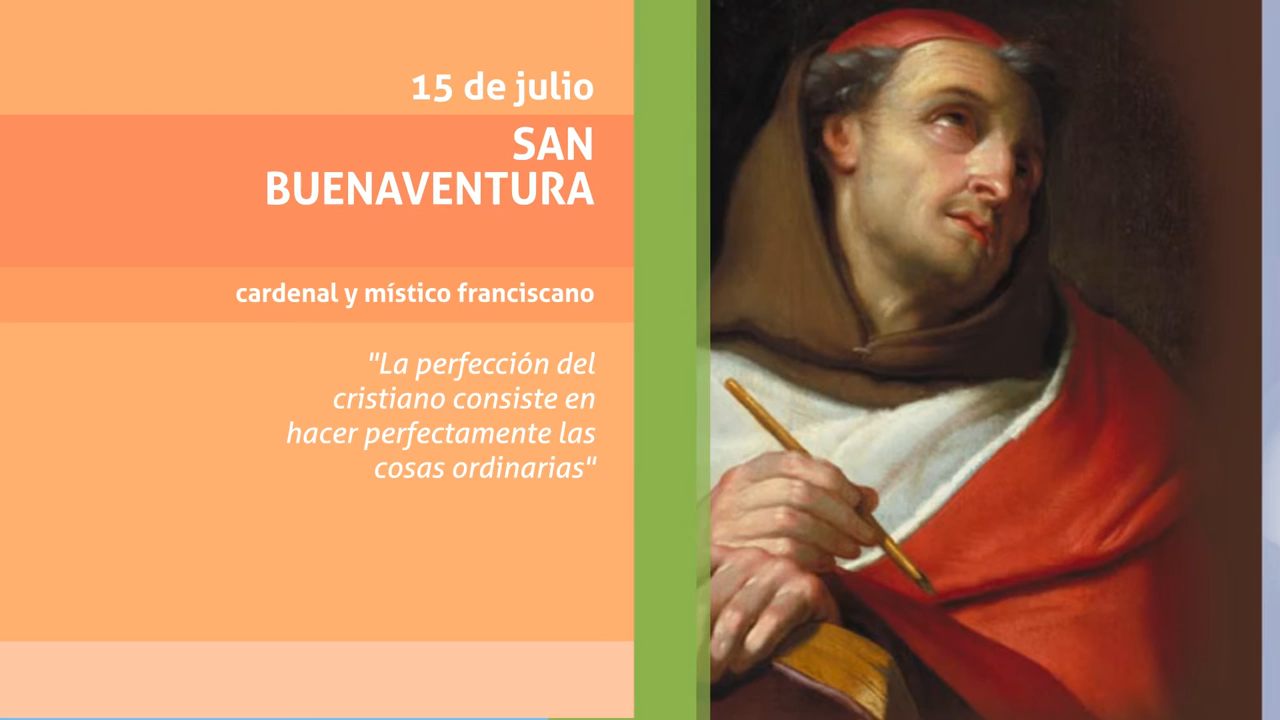 15 de julio
SAN
BUENAVENTURA
cardenal y místico franciscano
"La perfección del
cristiano consiste en
hacer perfectamente las
cosas ordinarias"